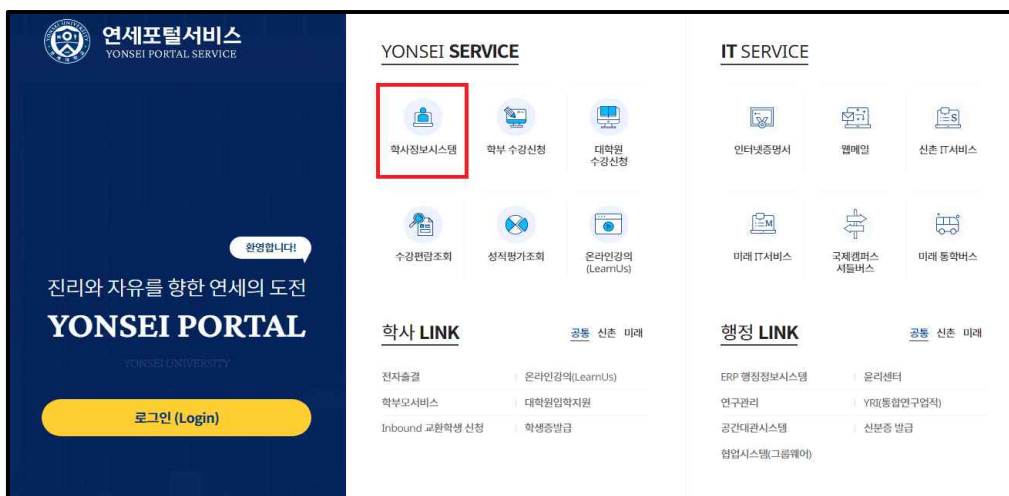 연세포털서비스
YONSEI PORTAL SERVICE
환영합니다!
진리와 자유를 향한 연세의 도전
YONSEI PORTAL
YONSEI UNIVERSITY
로그인 (Login)
YONSEI SERVICE
학사정보시스템
학부 수강신청
대학원
수강신청
수강편람조회
성적평가조회
온라인강의
(LearnUs)
학사 LINK
공통 신촌 미래
전자출결
온라인강의(LearnUs)
학부모서비스
대학원입학지원
Inbound 교환학생 신청
학생증발급
IT SERVICE
인터넷증명서
웹메일
신촌 IT서비스
미래 IT서비스
국제캠퍼스
셔틀버스
미래 통학버스
행정 LINK
공통 신촌 미래
ERP 행정정보시스템
윤리센터
연구관리
YRI(통합연구업적)
공간대관시스템
신분증 발급
협업시스템(그룹웨어)